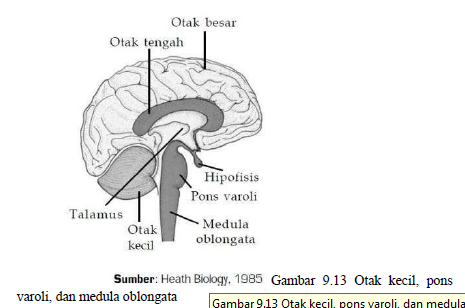 Otak besar
Otak tengah
Hipofisis
Pons varoli
Talamus
Otak
kecil
Medula
oblongata
Sumber: Heath Biology, 1985 Gambar 9.13 Otak kecil, pons
varoli, dan medula oblongata
Gambar 9.13 Otak kecil, pons varoli, dan medula